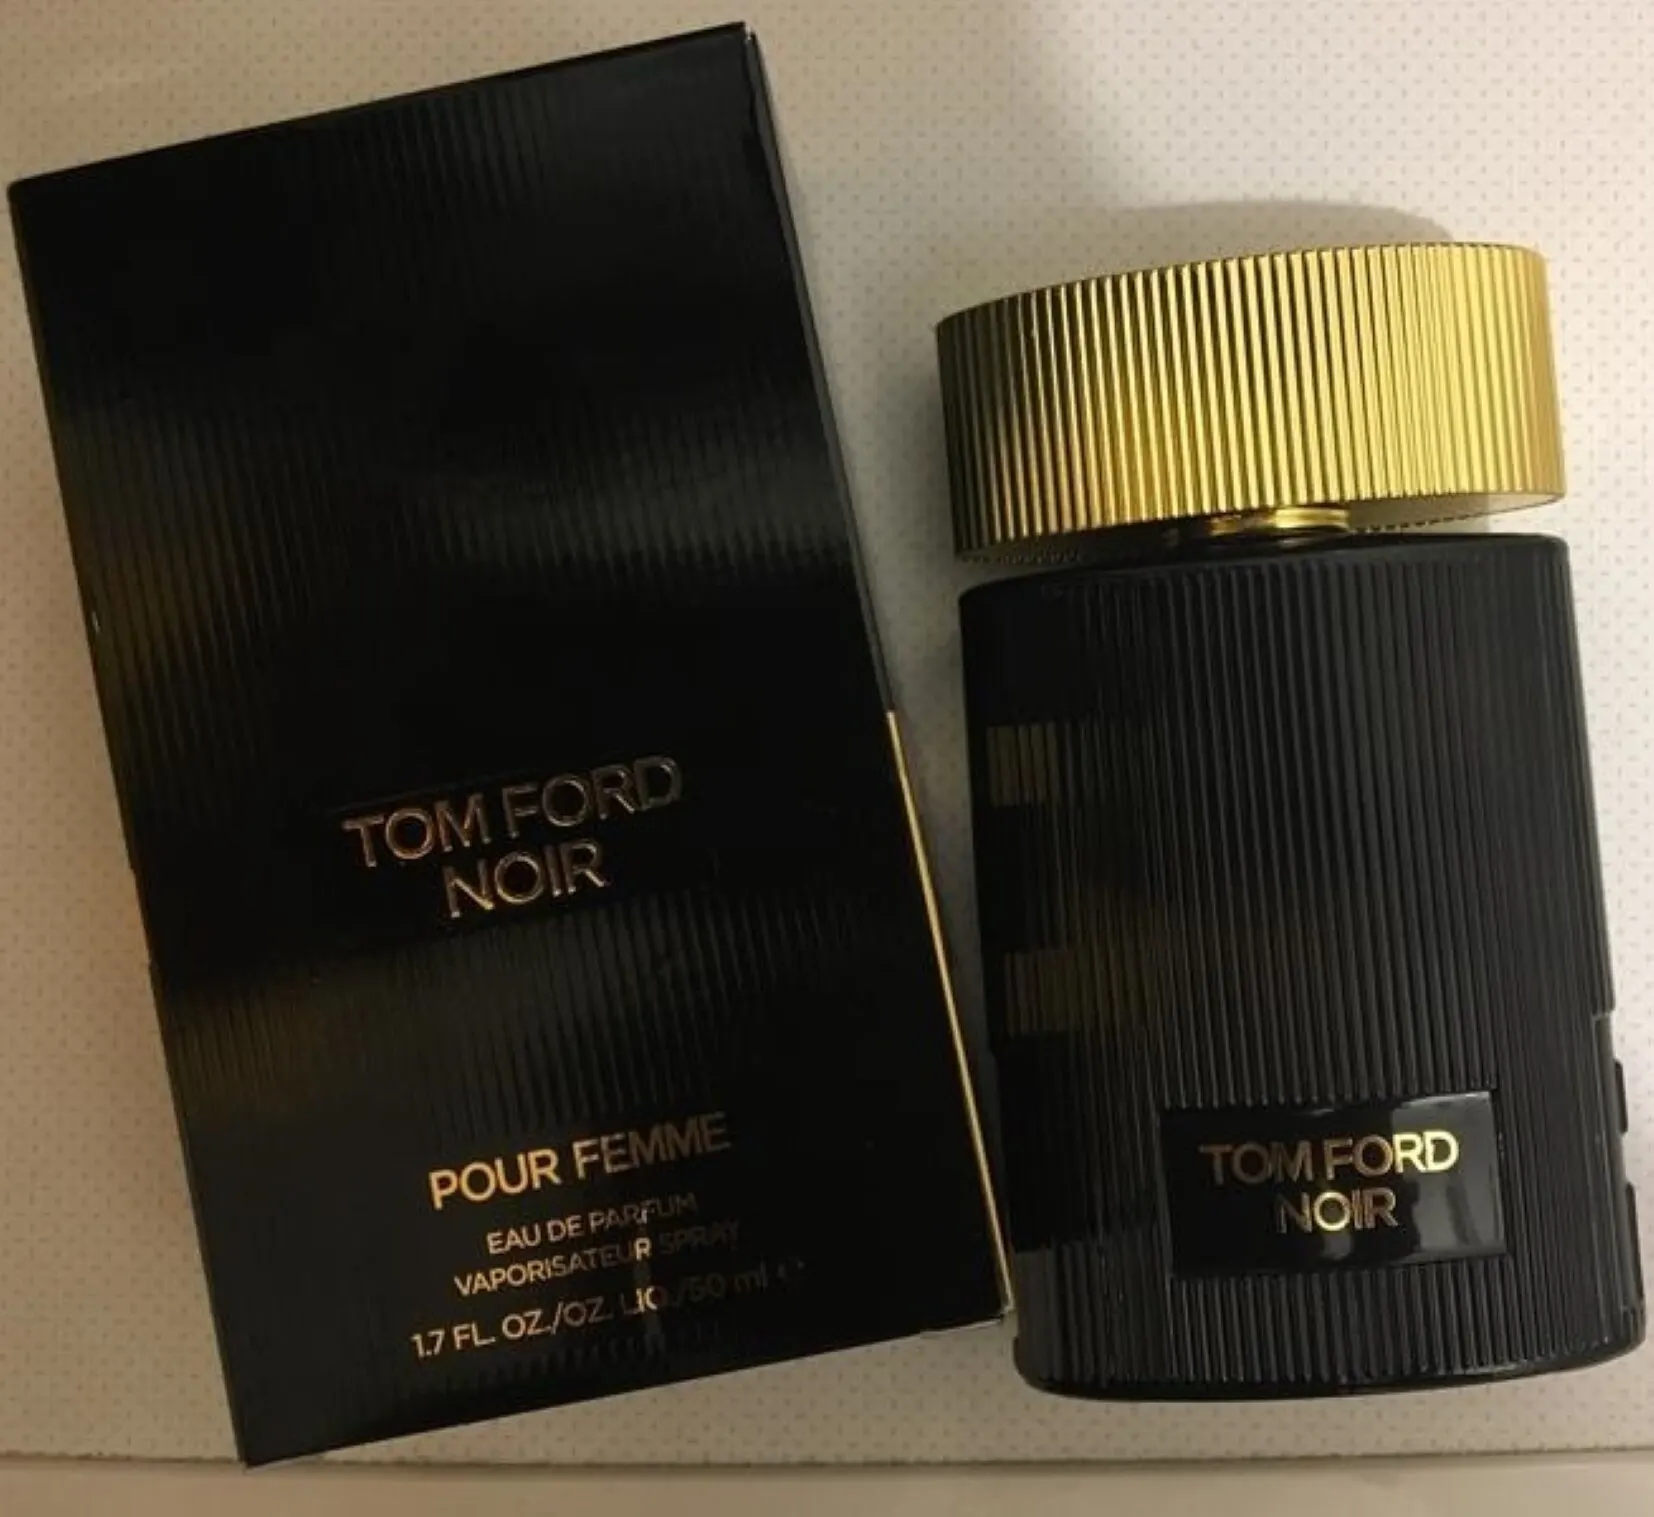 TOM FORD
NOIR
POUR FEMME
EAU DE PARFUM
VAPORISATEUR SPRAY
1.7 FL. OZ./OZ. LIQ./50 ml e
TOM FORD
NOIR